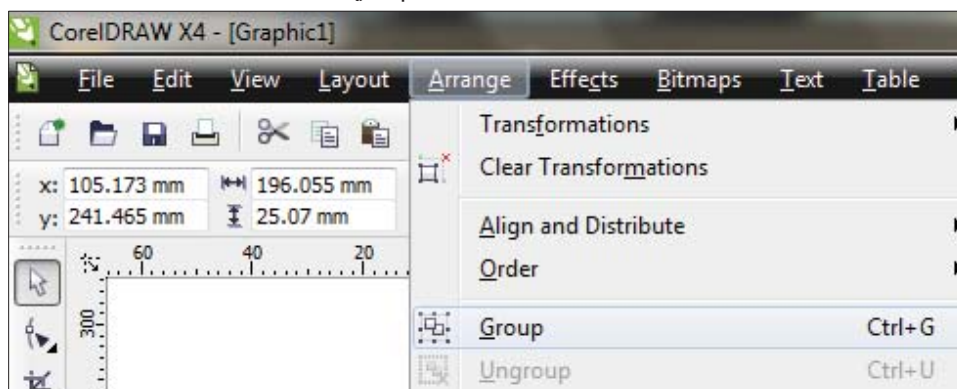 CorelDRAW X4 - [Graphic1]
File Edit View Layout Arrange Effects Bitmaps Text Table
Transformations
Clear Transformations
x: 105.173 mm 196.055 mm
y: 241.465 mm 25.07 mm
Align and Distribute
Order
60 40 20
300
Group Ctrl+G
Ungroup Ctrl+U